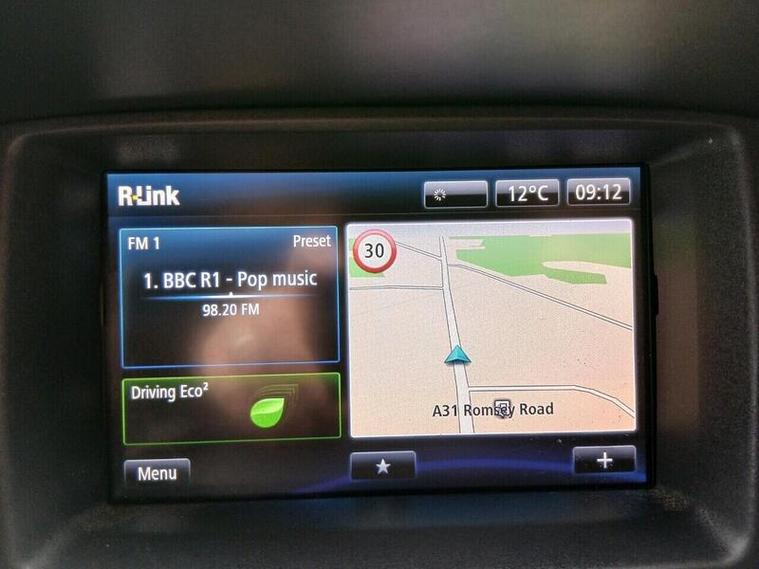 R-Link
12°C
09:12
FM 1
Preset
1. BBC R1 - Pop music
98.20 FM
30
Driving Eco²
A31 Romsey Road
Menu